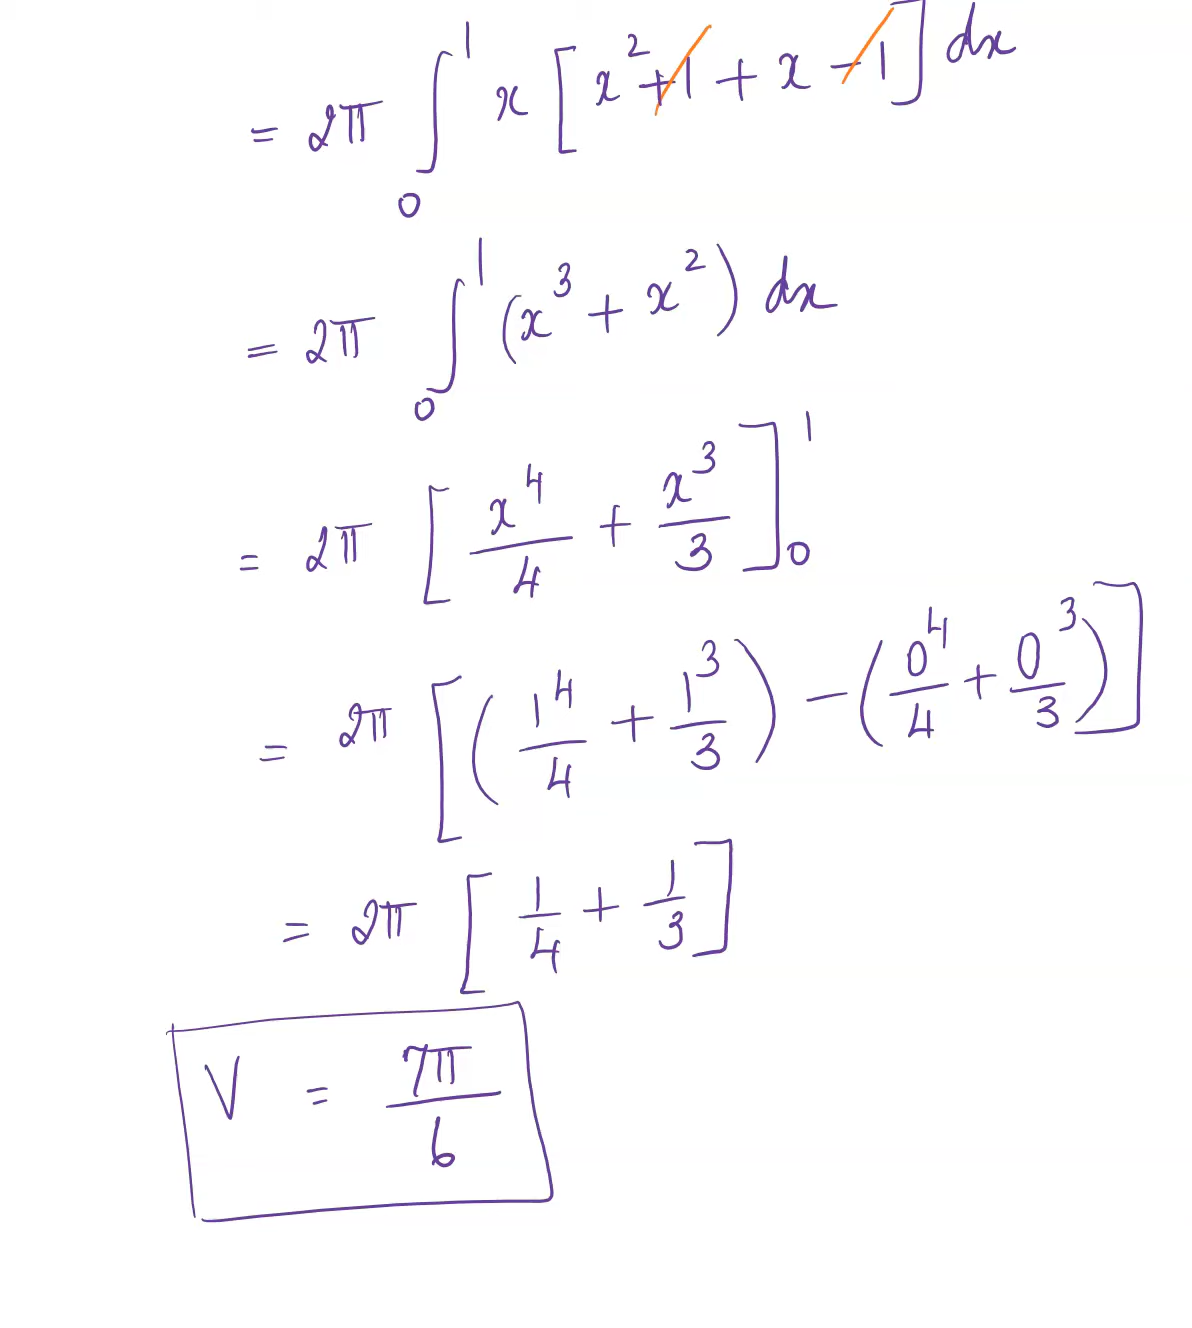 = 2π ∫₀¹ x [x² + 1 + x − 1] dx
= 2π ∫₀¹ (x³ + x²) dx
= 2π [x⁴/4 + x³/3]₀¹
= 2π [(1⁴/4 + 1³/3) − (0⁴/4 + 0³/3)]
= 2π [1/4 + 1/3]
V = 7π/6